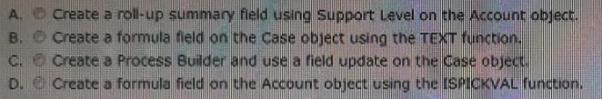 A. Create a roll-up summary field using Support Level on the Account object.
B. Create a formula field on the Case object using the TEXT function.
C. Create a Process Builder and use a field update on the Case object.
D. Create a formula field on the Account object using the ISPICKVAL function.